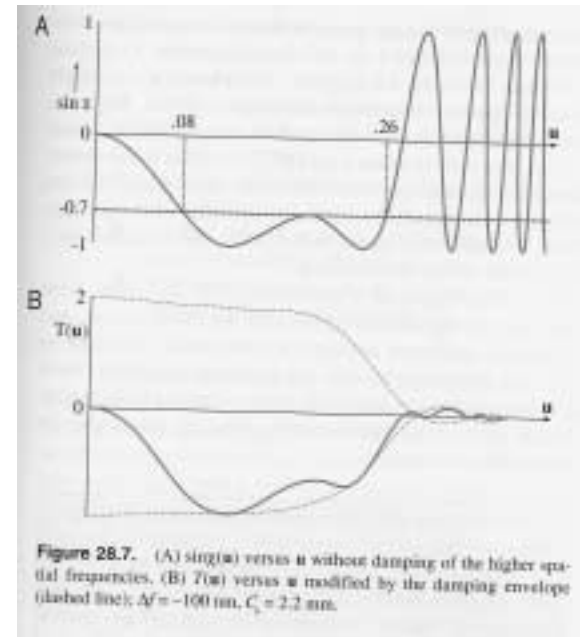 A
1
sin χ
.08
.26
0
u
-0.7
-1
B
2
T(u)
0
u
Figure 28.7. (A) sinχ(u) versus u without damping of the higher spa-
tial frequencies. (B) T(u) versus u modified by the damping envelope
(dashed line); Δf = −100 nm, Cs = 2.2 mm.